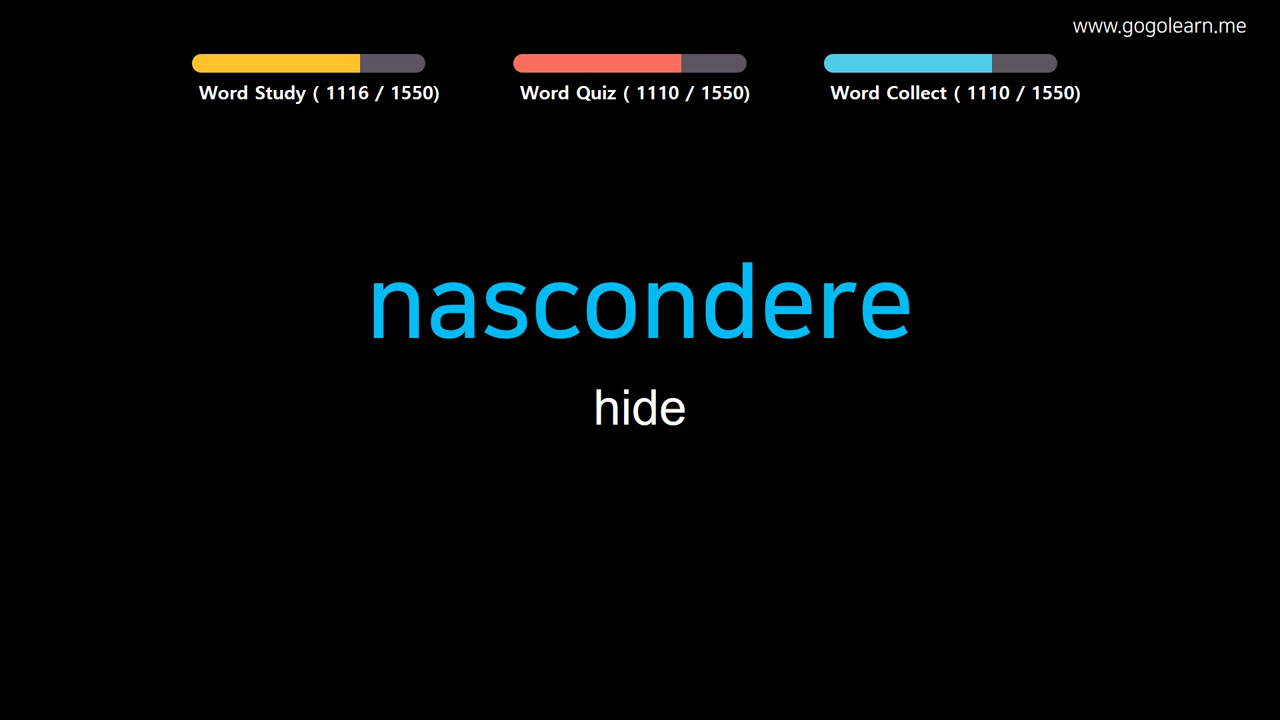 www.gogolearn.me
Word Study ( 1116 / 1550)
Word Quiz ( 1110 / 1550)
Word Collect ( 1110 / 1550)
nascondere
hide